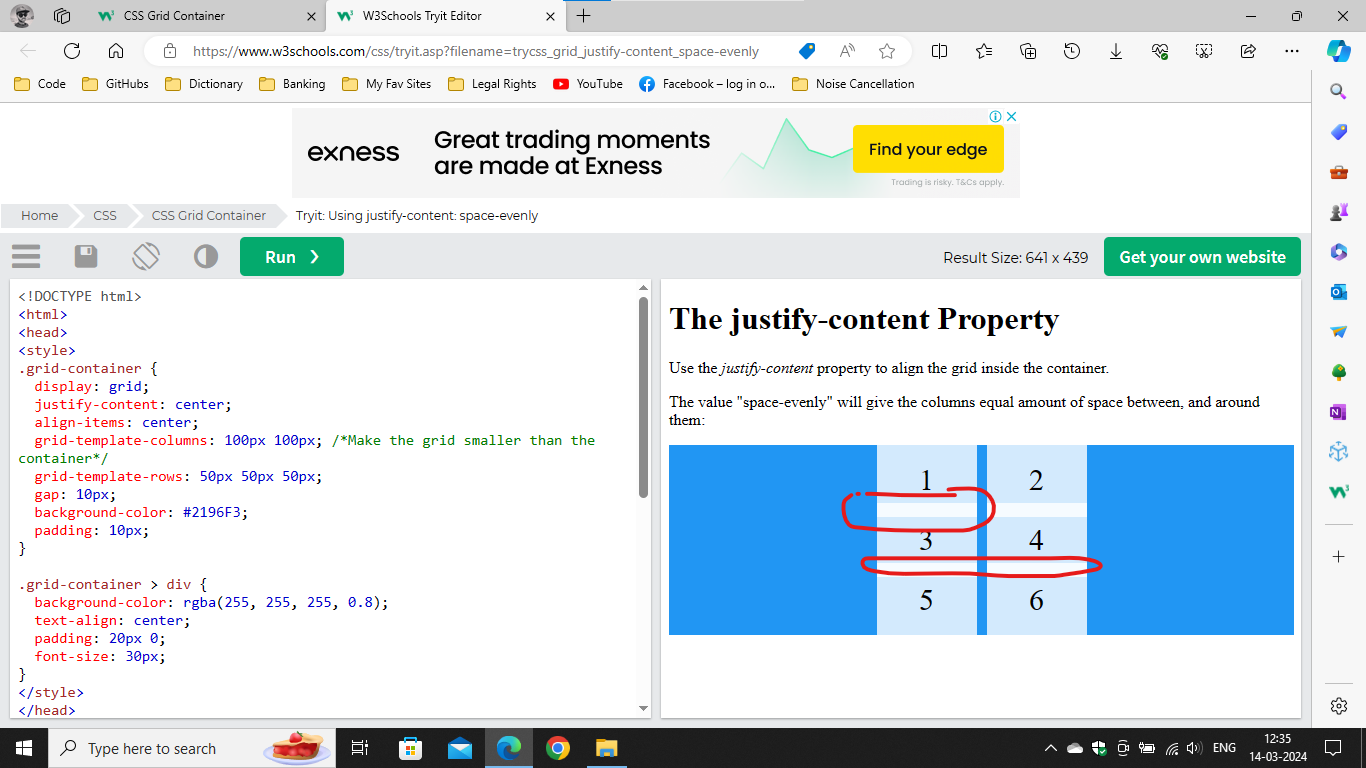 CSS Grid Container
W3Schools Tryit Editor
https://www.w3schools.com/css/tryit.asp?filename=trycss_grid_justify-content_space-evenly
Code GitHubs Dictionary Banking My Fav Sites Legal Rights YouTube Facebook – log in o... Noise Cancellation
exness
Great trading moments
are made at Exness
Find your edge
Trading is risky. T&Cs apply.
Home CSS CSS Grid Container Tryit: Using justify-content: space-evenly
Run ❯
Result Size: 641 x 439
Get your own website
<!DOCTYPE html>
<html>
<head>
<style>
.grid-container {
  display: grid;
  justify-content: center;
  align-items: center;
  grid-template-columns: 100px 100px; /*Make the grid smaller than the
container*/
  grid-template-rows: 50px 50px 50px;
  gap: 10px;
  background-color: #2196F3;
  padding: 10px;
}

.grid-container > div {
  background-color: rgba(255, 255, 255, 0.8);
  text-align: center;
  padding: 20px 0;
  font-size: 30px;
}
</style>
</head>
The justify-content Property
Use the justify-content property to align the grid inside the container.
The value "space-evenly" will give the columns equal amount of space between, and around
them:
1 2
3 4
5 6
Type here to search
ENG
12:35
14-03-2024